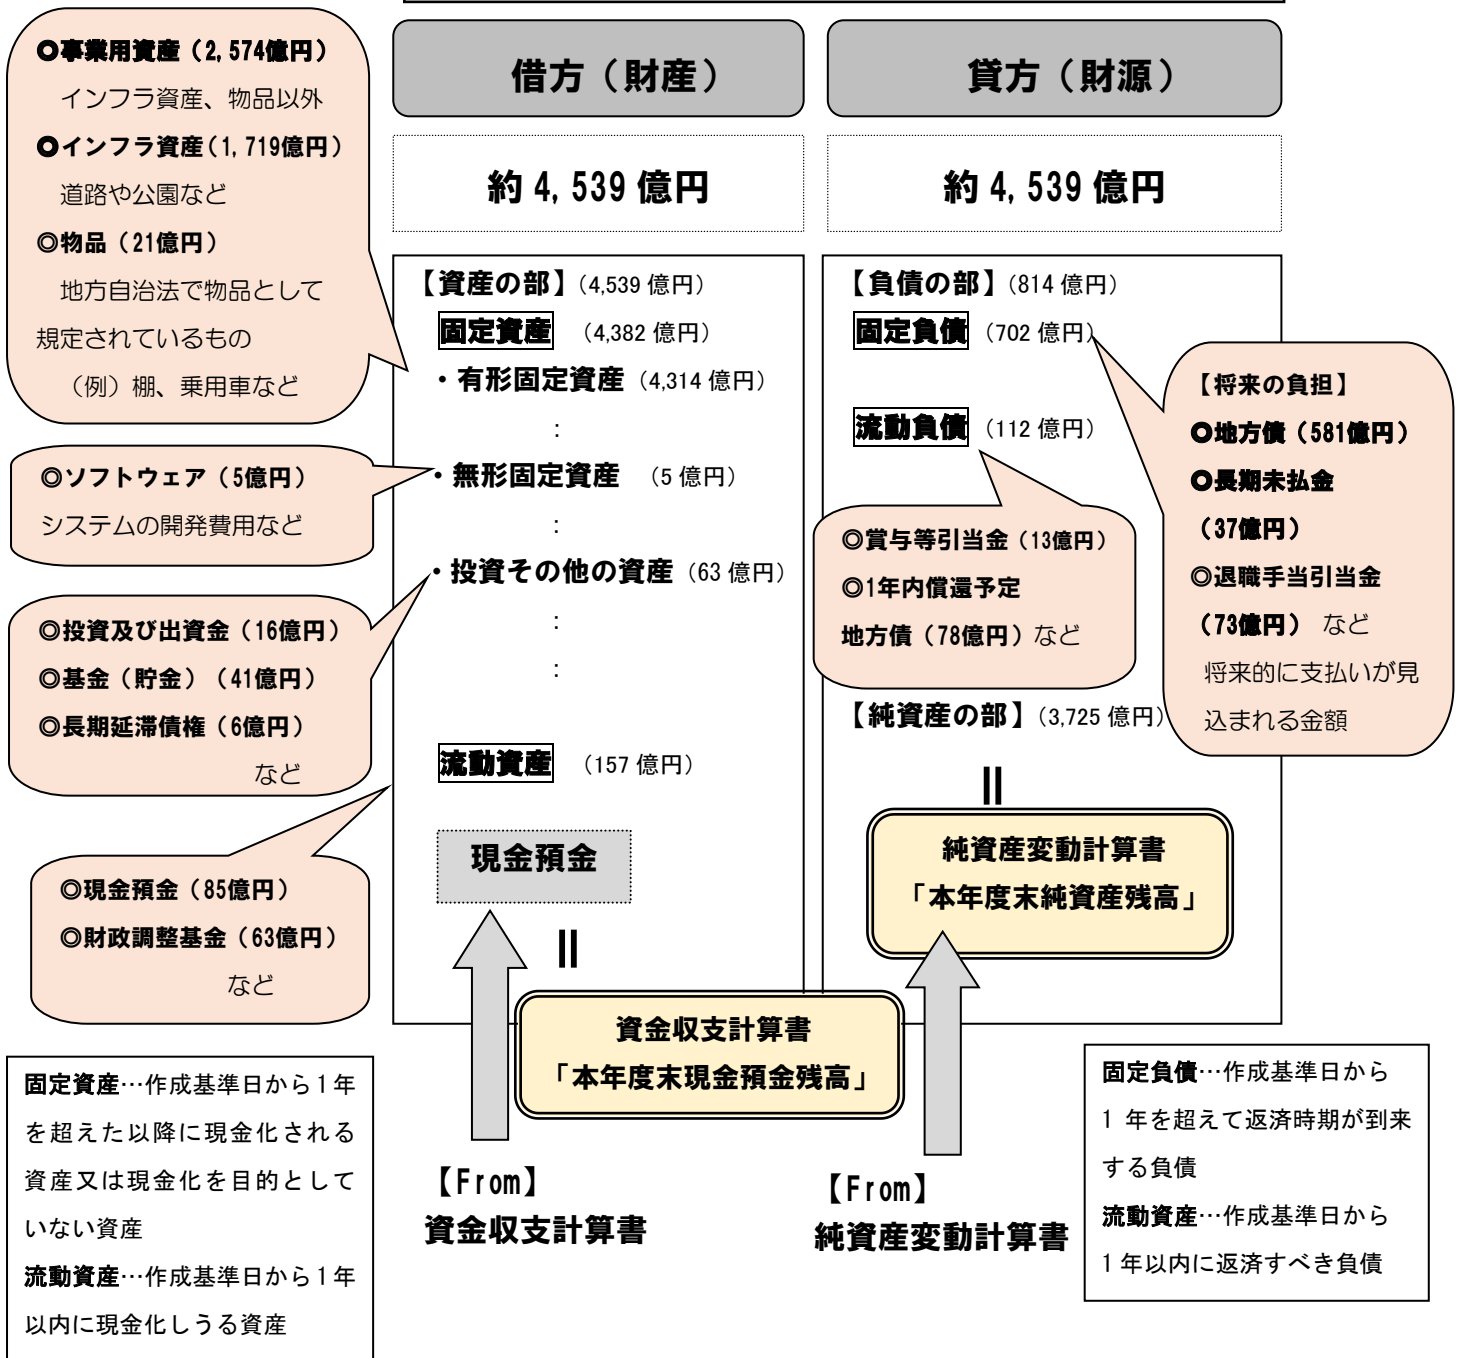 借方（財産）
貸方（財源）
約 4,539 億円
約 4,539 億円
○事業用資産（2,574億円）
インフラ資産、物品以外
○インフラ資産（1,719億円）
道路や公園など
◎物品（21億円）
地方自治法で物品として
規定されているもの
（例）棚、乗用車など
◎ソフトウェア（5億円）
システムの開発費用など
◎投資及び出資金（16億円）
◎基金（貯金）（41億円）
◎長期延滞債権（6億円）
など
◎現金預金（85億円）
◎財政調整基金（63億円）
など
【資産の部】（4,539 億円）
固定資産 （4,382 億円）
・有形固定資産（4,314 億円）
：
・無形固定資産 （5 億円）
：
・投資その他の資産（63 億円）
：
：
流動資産 （157 億円）
現金預金
||
資金収支計算書
「本年度末現金預金残高」
【From】
資金収支計算書
【負債の部】（814 億円）
固定負債（702 億円）
流動負債（112 億円）
◎賞与等引当金（13億円）
◎1年内償還予定
地方債（78億円）など
【純資産の部】（3,725 億円）
||
純資産変動計算書
「本年度末純資産残高」
【From】
純資産変動計算書
【将来の負担】
○地方債（581億円）
○長期未払金
（37億円）
◎退職手当引当金
（73億円） など
将来的に支払いが見
込まれる金額
固定資産…作成基準日から1年
を超えた以降に現金化される
資産又は現金化を目的として
いない資産
流動資産…作成基準日から1年
以内に現金化しうる資産
固定負債…作成基準日から
1 年を超えて返済時期が到来
する負債
流動資産…作成基準日から
1年以内に返済すべき負債